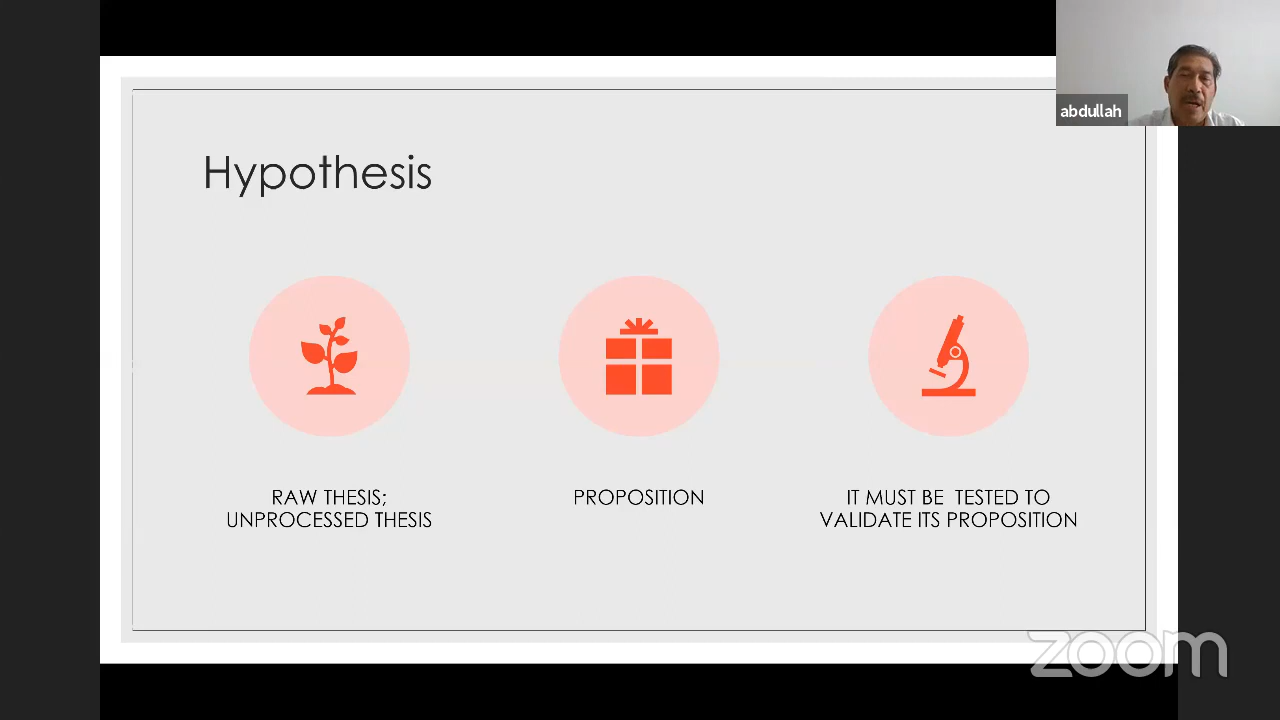 abdullah
Hypothesis
RAW THESIS;
UNPROCESSED THESIS
PROPOSITION
IT MUST BE TESTED TO
VALIDATE ITS PROPOSITION
zoom